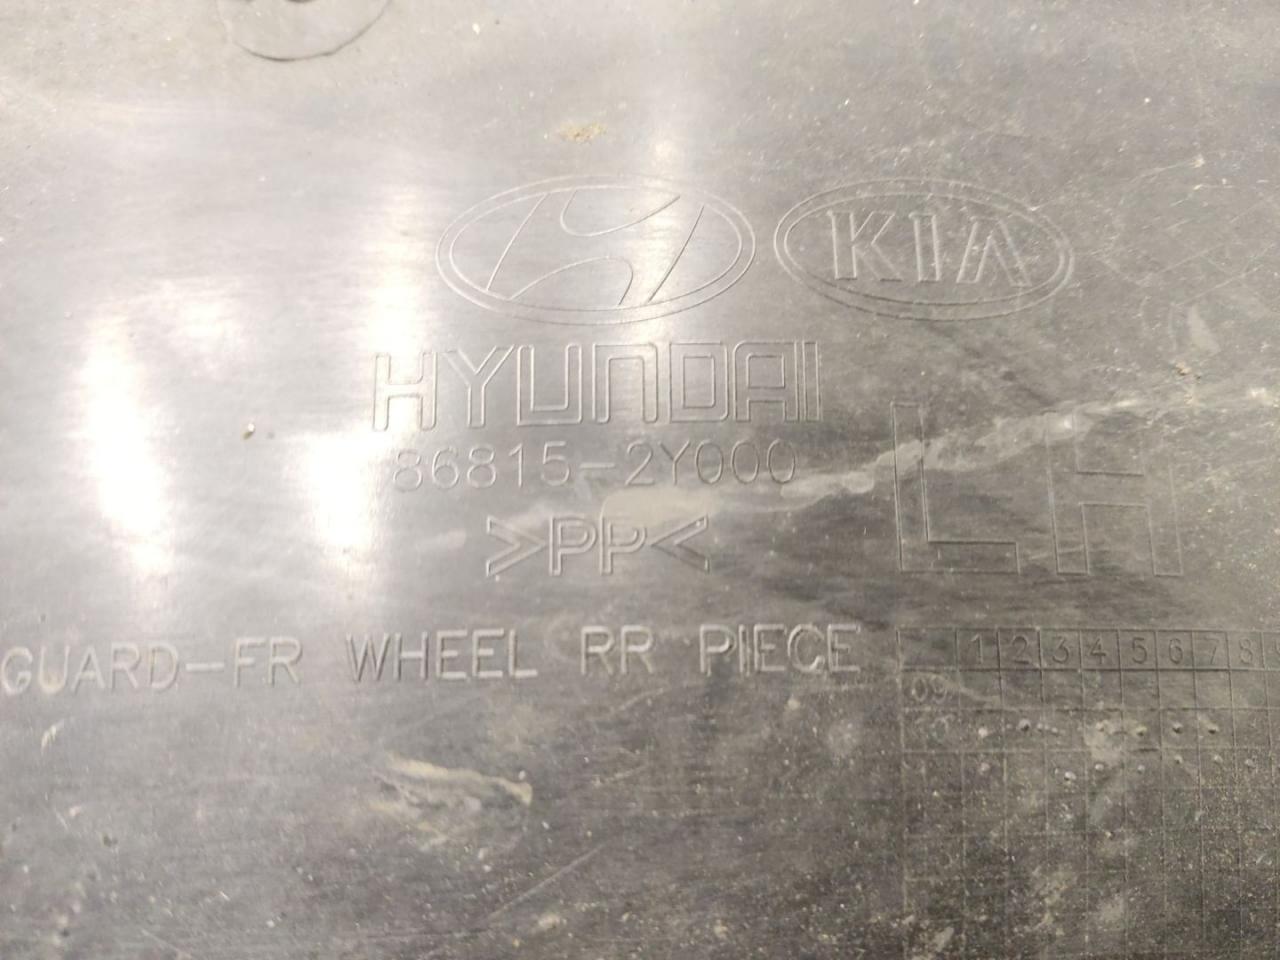 KIA
HYUNDAI
86815-2Y000
>PP<
LH
GUARD-FR WHEEL RR PIECE
1 2 3 4 5 6 7 8
09